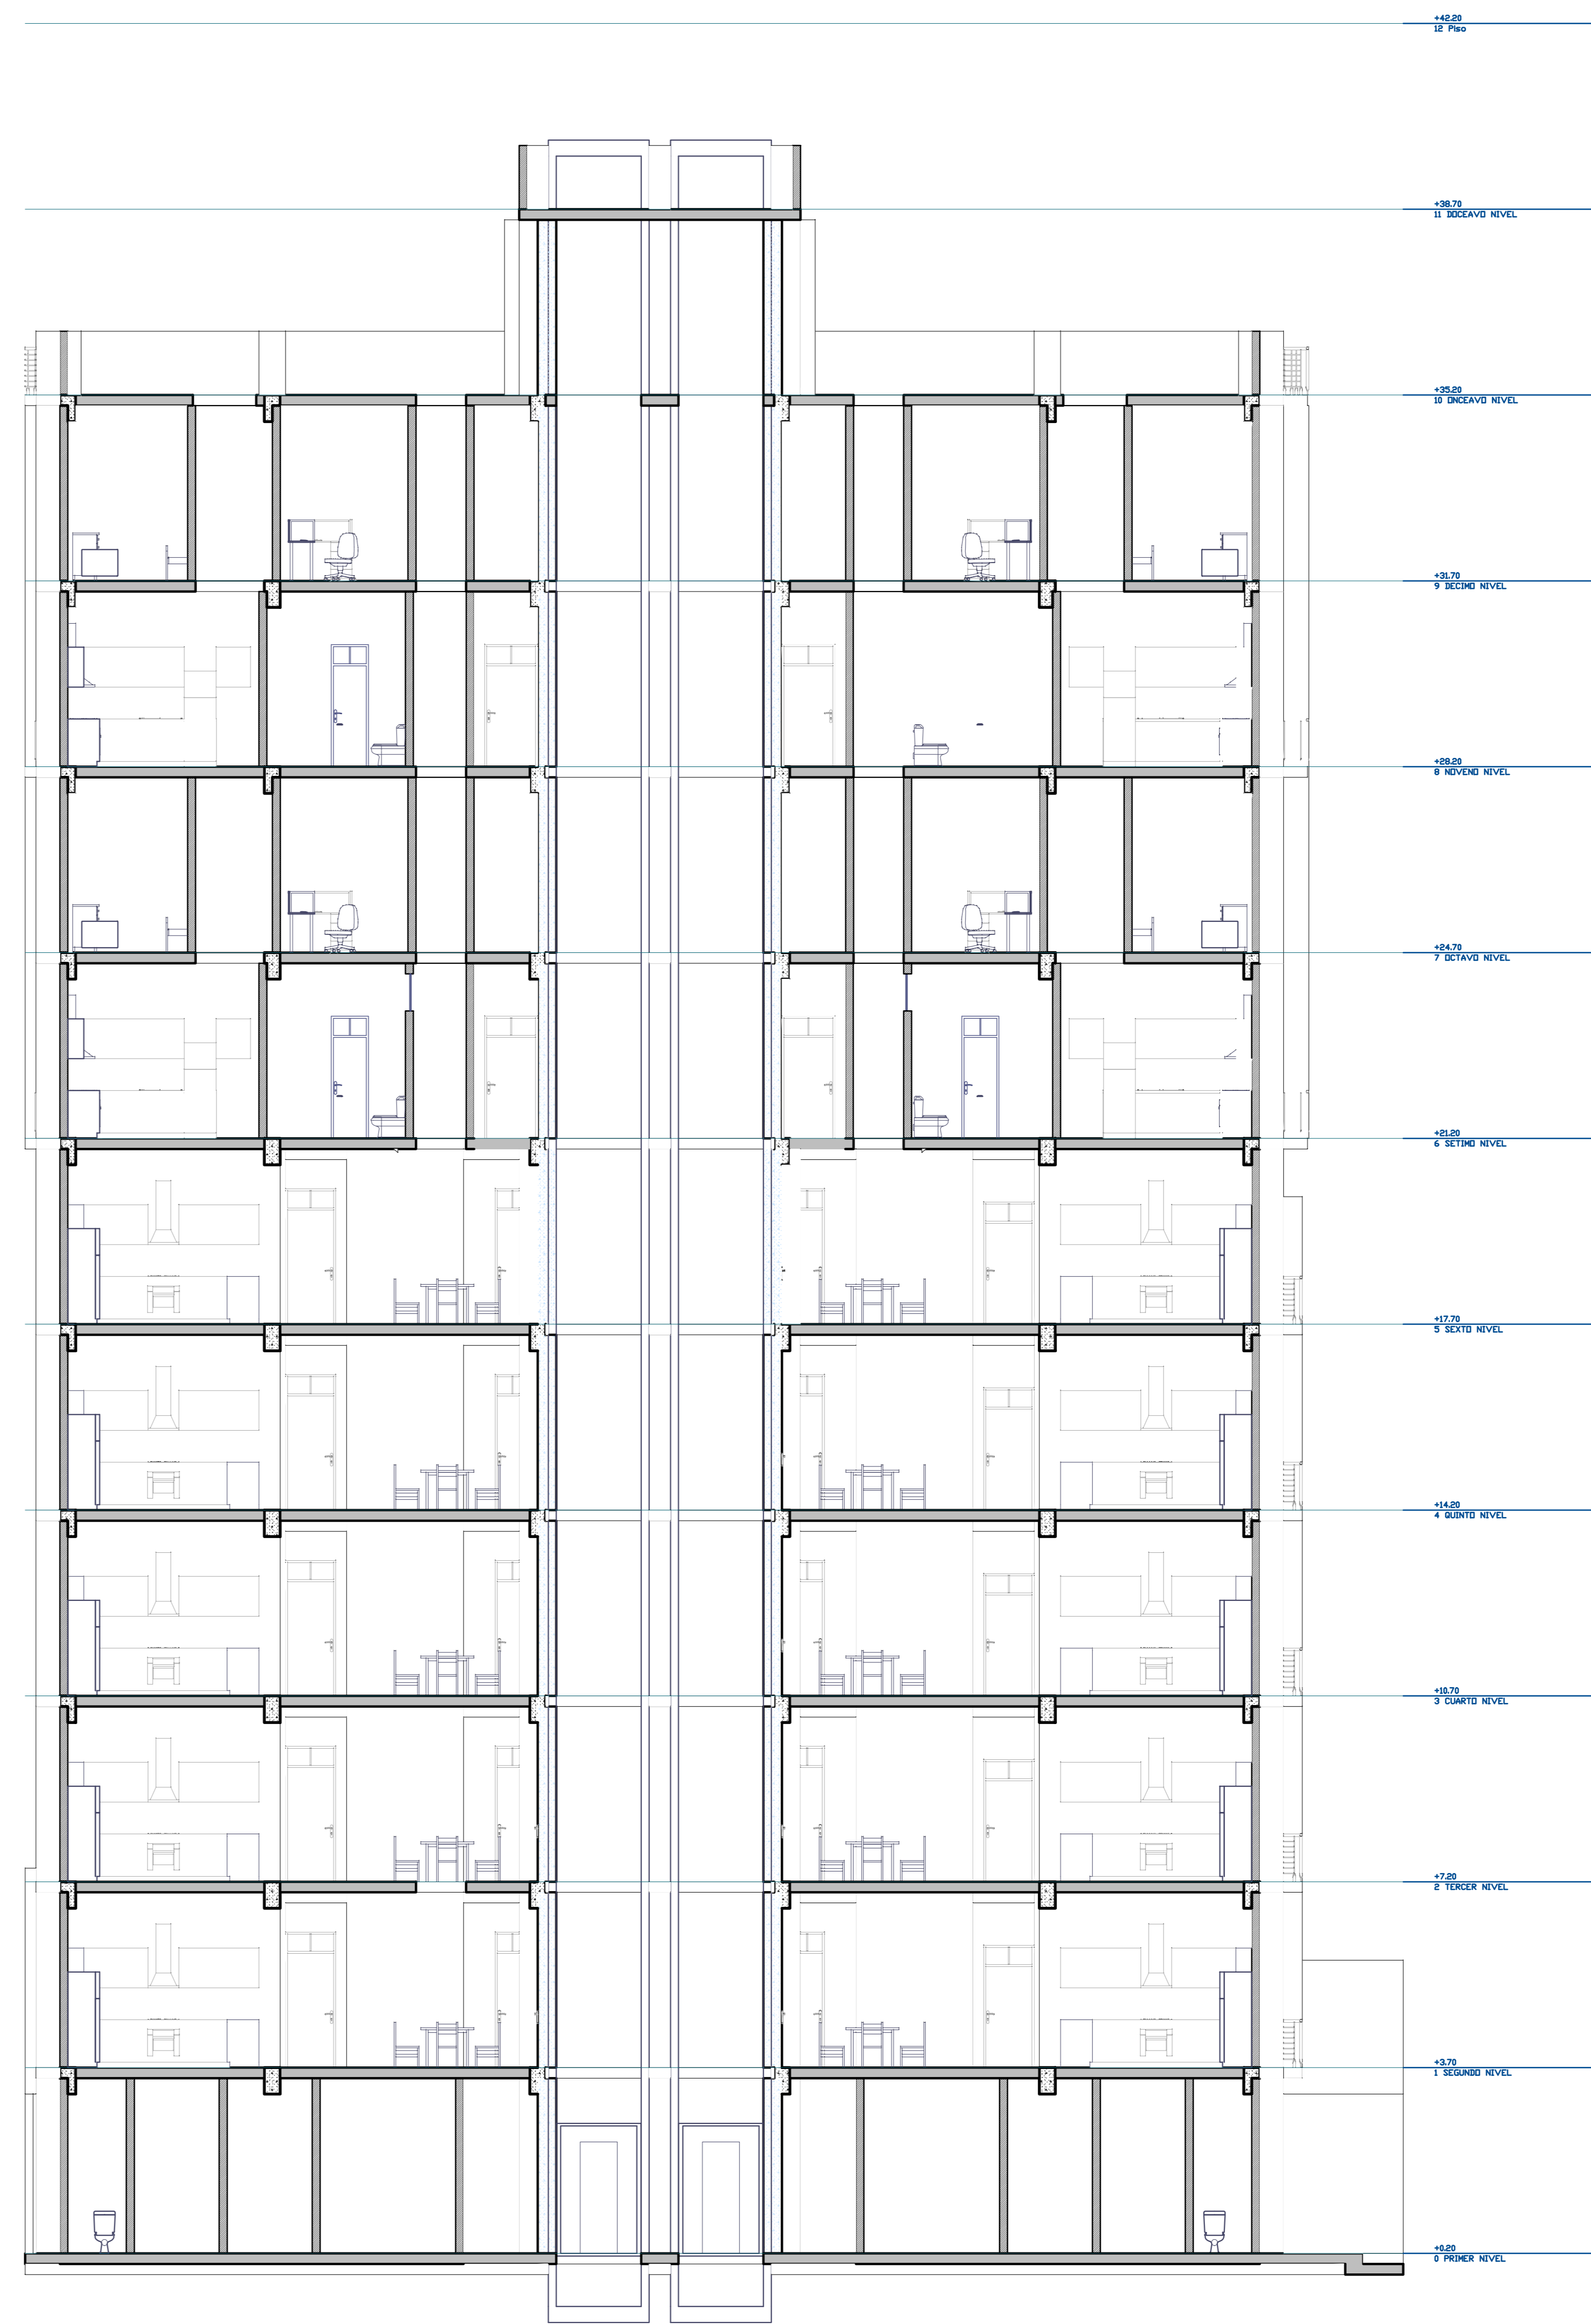 +42.20
12 Piso
+38.70
11 DOCEAVO NIVEL
+35.20
10 ONCEAVO NIVEL
+31.70
9 DECIMO NIVEL
+28.20
8 NOVENO NIVEL
+24.70
7 OCTAVO NIVEL
+21.20
6 SETIMO NIVEL
+17.70
5 SEXTO NIVEL
+14.20
4 QUINTO NIVEL
+10.70
3 CUARTO NIVEL
+7.20
2 TERCER NIVEL
+3.70
1 SEGUNDO NIVEL
+0.20
0 PRIMER NIVEL